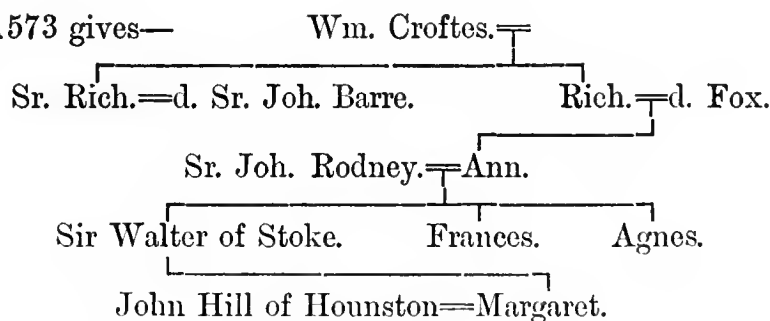 .573 gives— Wm. Croftes.=
Sr. Rich.=d. Sr. Joh. Barre. Rich.=d. Fox.
Sr. Joh. Rodney.=Ann.
Sir Walter of Stoke. Frances. Agnes.
John Hill of Hounston=Margaret.